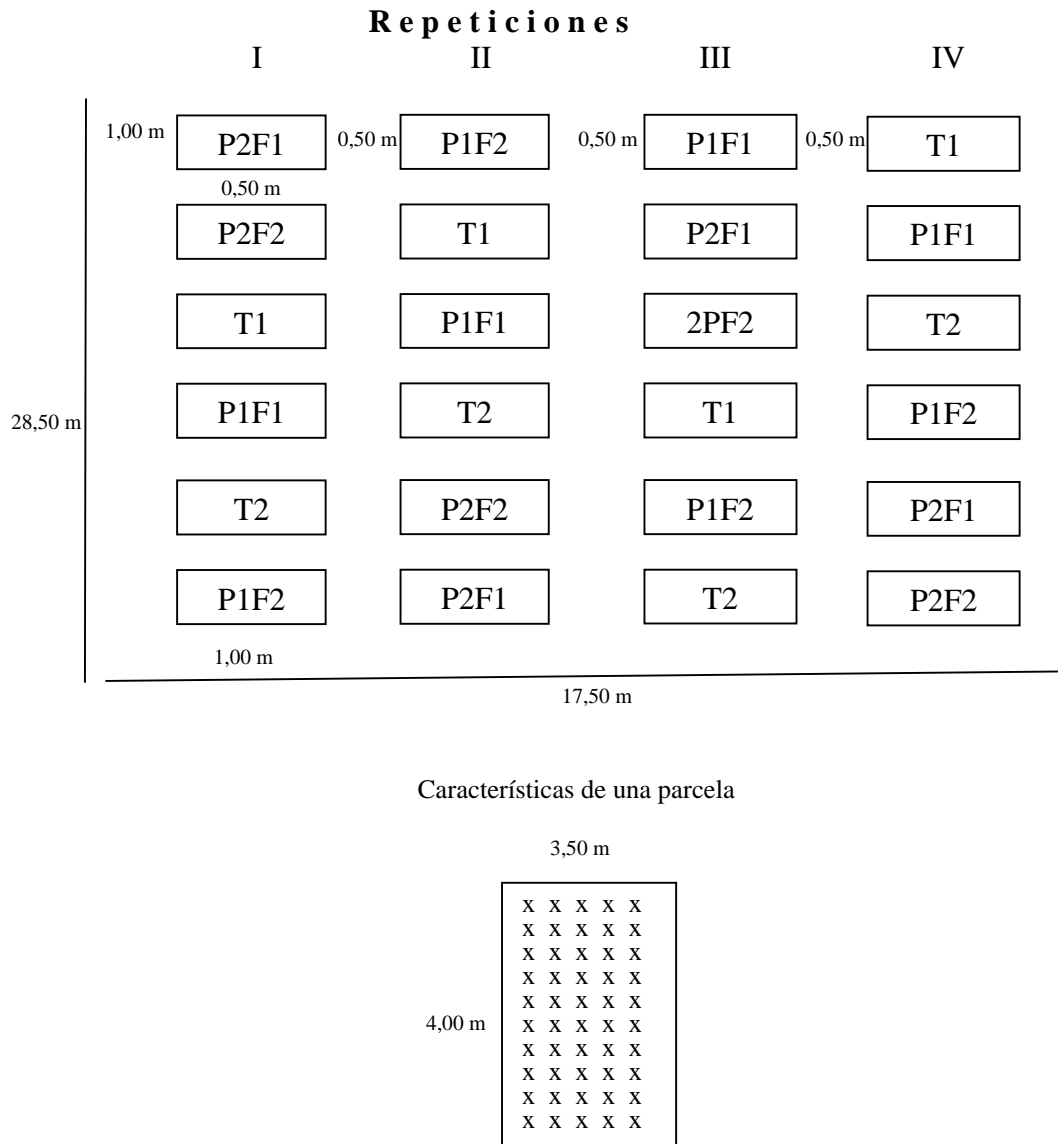 R e p e t i c i o n e s
I II III IV
1,00 m P2F1 0,50 m P1F2 0,50 m P1F1 0,50 m T1
0,50 m
P2F2 T1 P2F1 P1F1
T1 P1F1 2PF2 T2
28,50 m P1F1 T2 T1 P1F2
T2 P2F2 P1F2 P2F1
P1F2 P2F1 T2 P2F2
1,00 m
17,50 m
Características de una parcela
3,50 m
x x x x x
x x x x x
x x x x x
x x x x x
x x x x x
4,00 m x x x x x
x x x x x
x x x x x
x x x x x
x x x x x